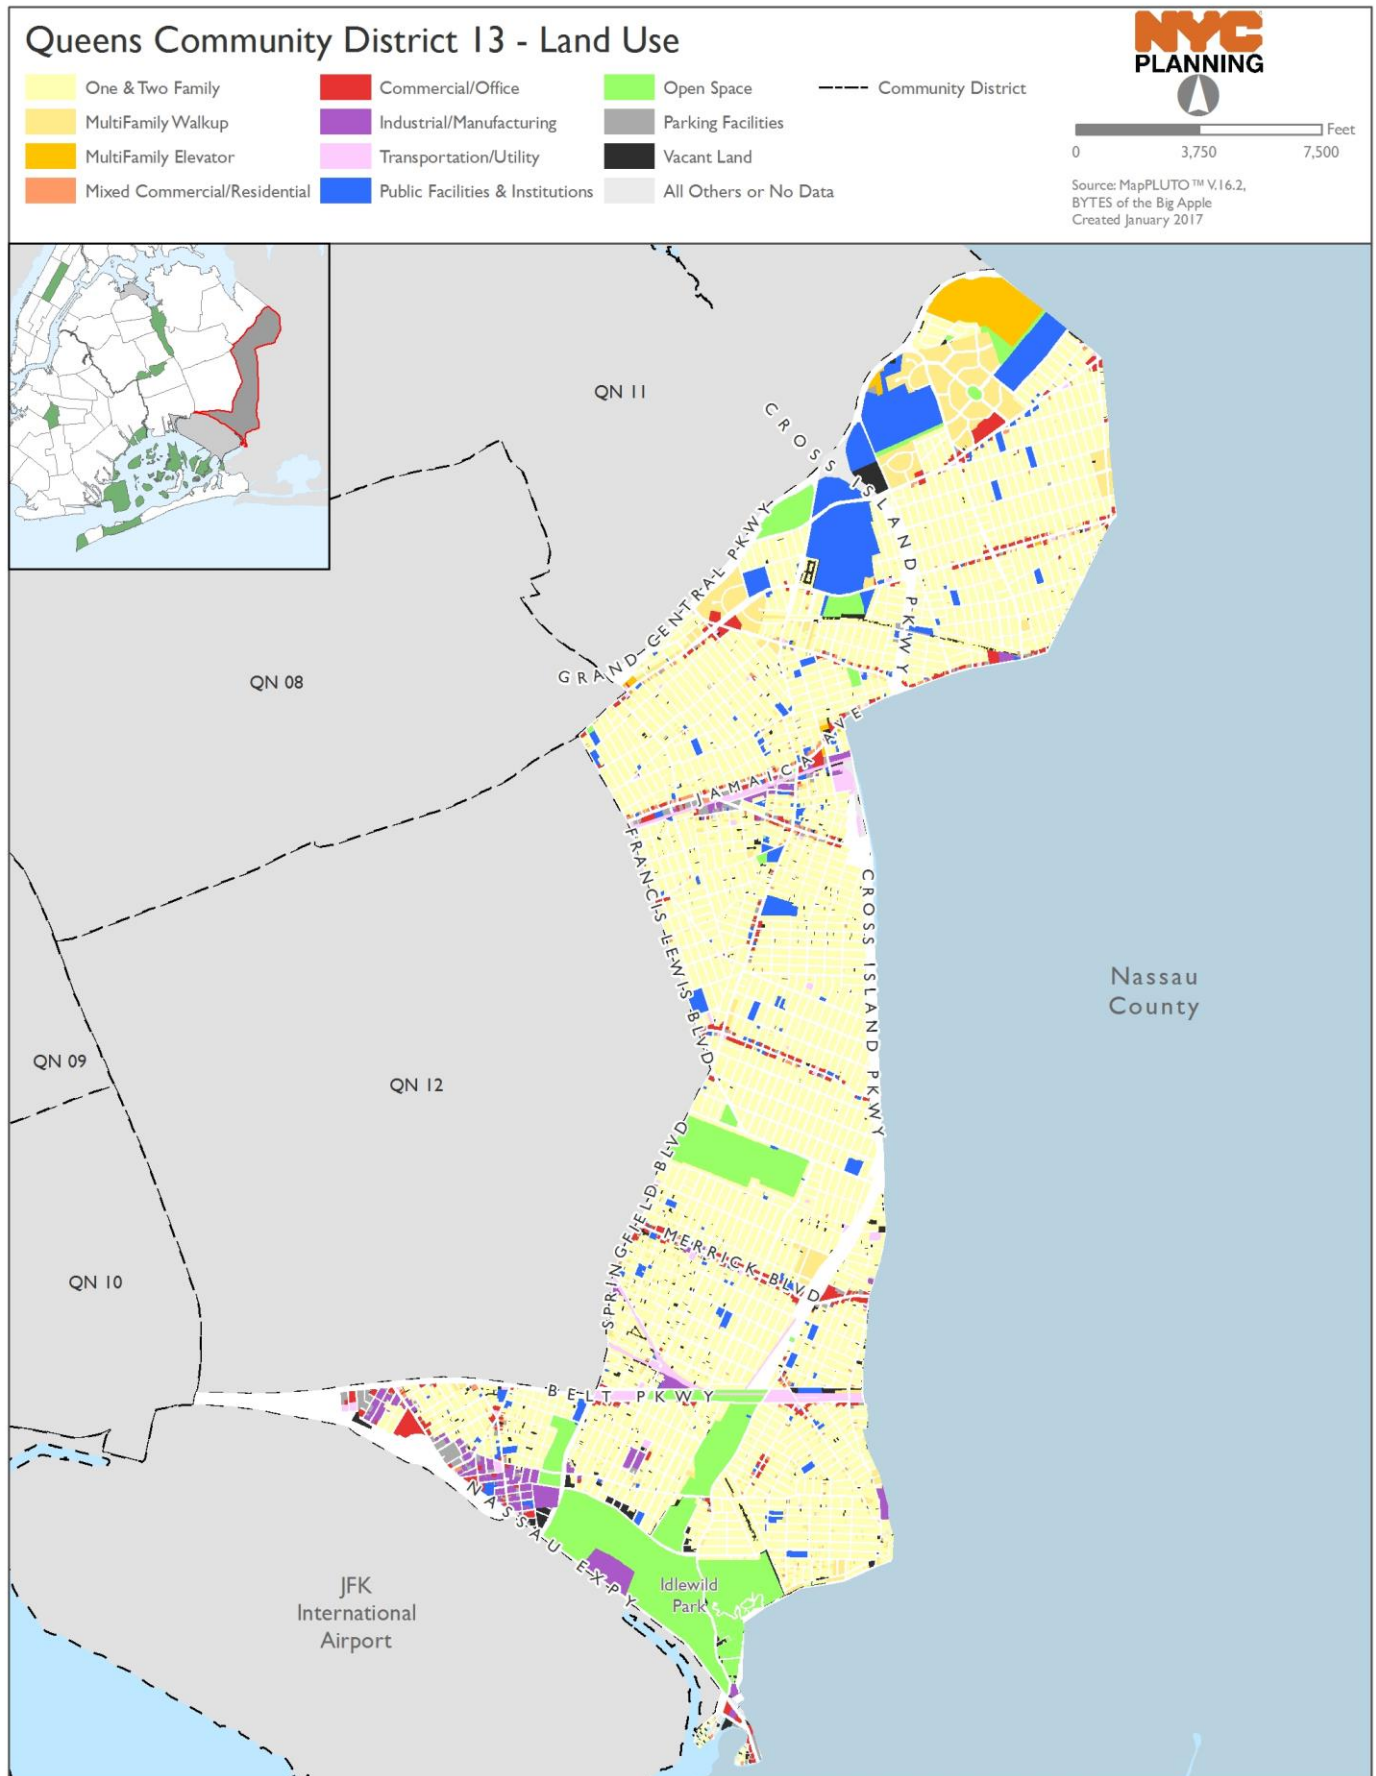 Queens Community District 13 - Land Use
One & Two Family
MultiFamily Walkup
MultiFamily Elevator
Mixed Commercial/Residential
Commercial/Office
Industrial/Manufacturing
Transportation/Utility
Public Facilities & Institutions
Open Space
Parking Facilities
Vacant Land
All Others or No Data
Community District
NYC
PLANNING
Feet
0 3,750 7,500
Source: MapPLUTO™ V.16.2,
BYTES of the Big Apple
Created January 2017
QN 11
CROSS ISLAND PKWY
GRAND CENTRAL PKWY
QN 08
JAMAICA AVE
FRANCIS LEWIS BLVD
CROSS ISLAND PKWY
Nassau
County
QN 09
QN 12
SPRINGFIELD BLVD
MERRICK BLVD
QN 10
BELT PKWY
NASSAU EXPY
JFK
International
Airport
Idlewild
Park